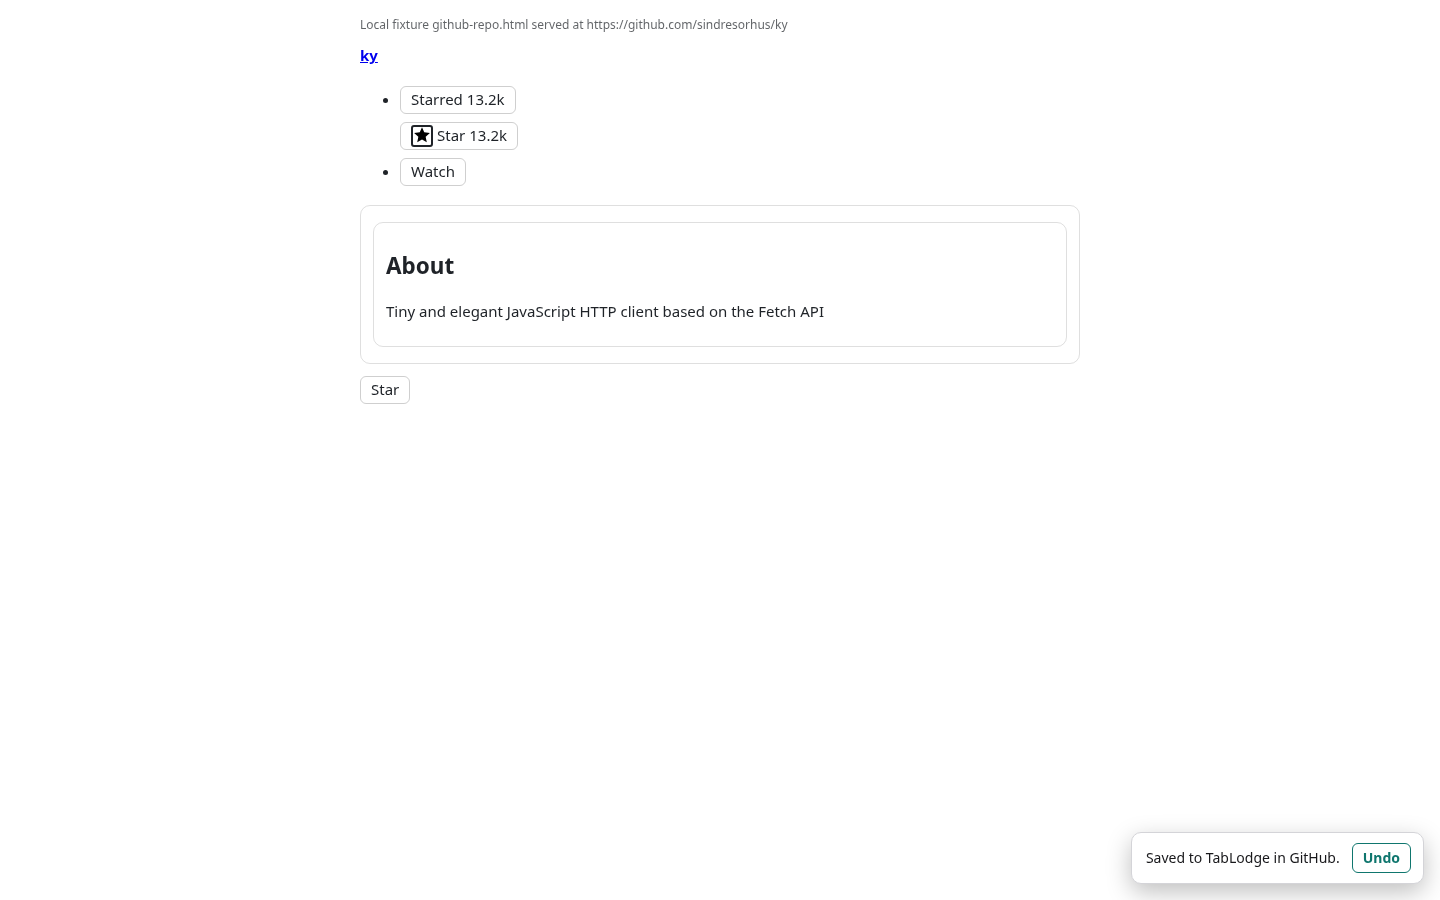 Local fixture github-repo.html served at https://github.com/sindresorhus/ky
ky
Starred 13.2k
Star 13.2k
Watch
About
Tiny and elegant JavaScript HTTP client based on the Fetch API
Star
Saved to TabLodge in GitHub. Undo